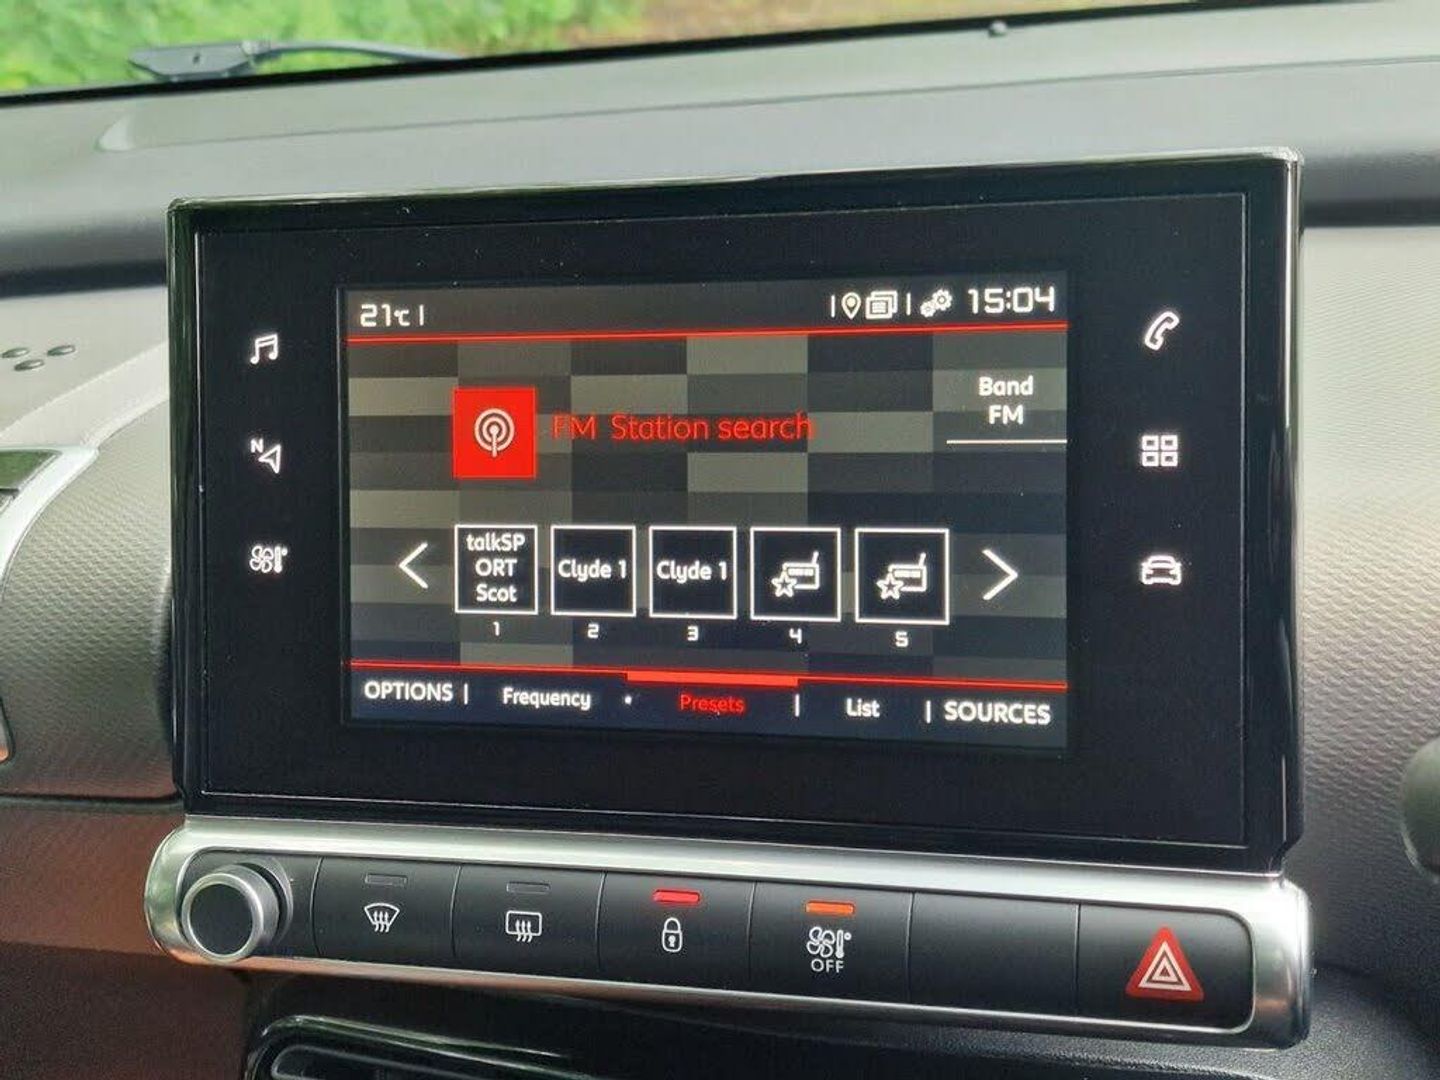 21°C
15:04
N
Band
FM
FM Station search
talkSP
ORT
Scot
Clyde 1
Clyde 1
1
2
3
4
5
OPTIONS
Frequency
Presets
List
SOURCES
OFF